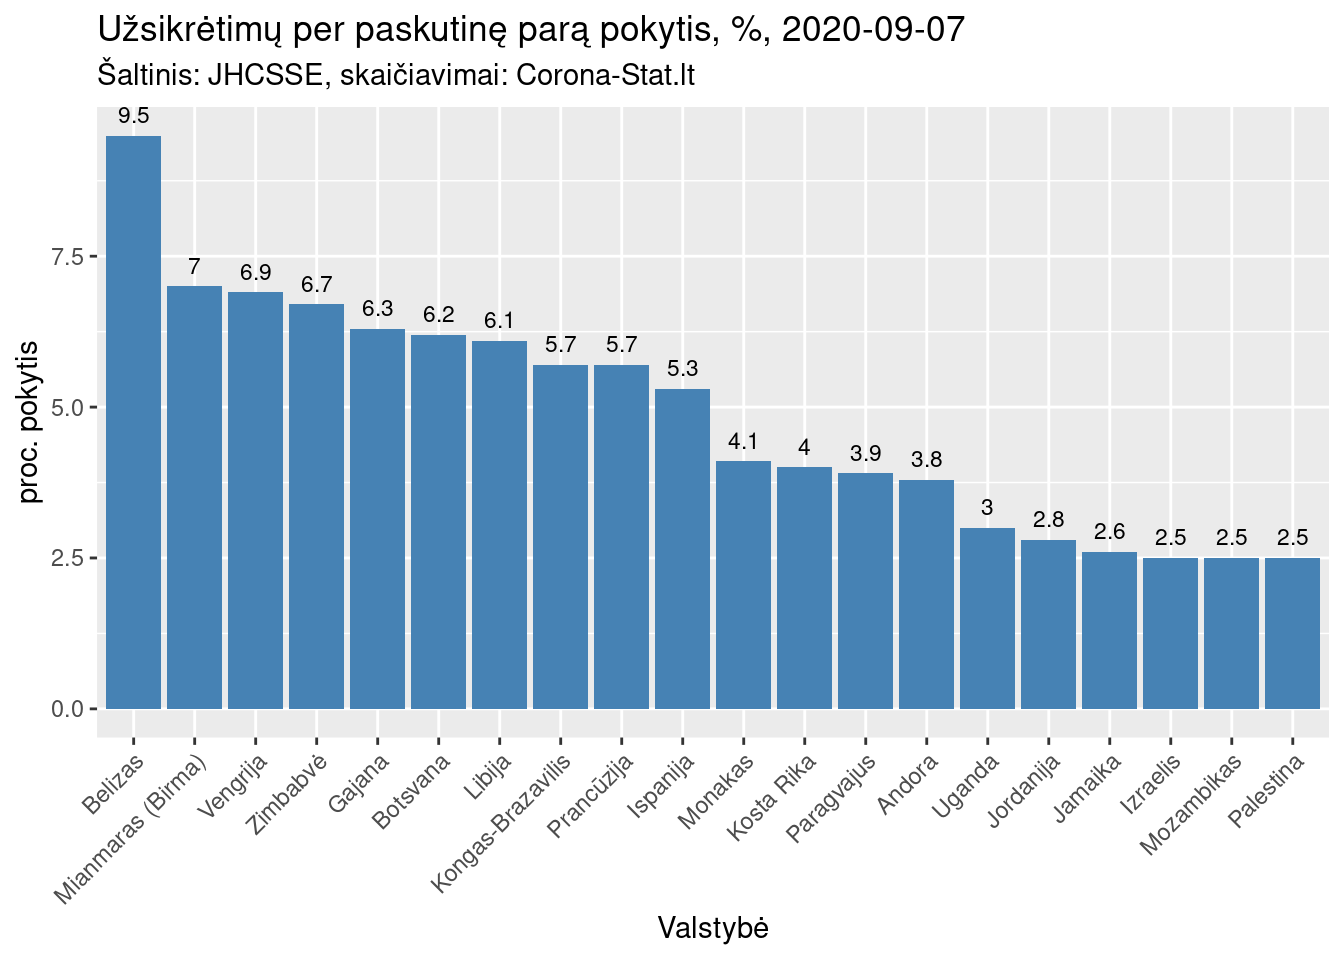 Užsikrėtimų per paskutinę parą pokytis, %, 2020-09-07
Šaltinis: JHCSSE, skaičiavimai: Corona-Stat.lt
9.5
7
6.9
6.7
6.3
6.2
6.1
5.7
5.7
5.3
4.1
4
3.9
3.8
3
2.8
2.6
2.5
2.5
2.5
7.5
5.0
2.5
0.0
proc. pokytis
Belizas
Mianmaras (Birma)
Vengrija
Zimbabvė
Gajana
Botsvana
Libija
Kongas-Brazavilis
Prancūzija
Ispanija
Monakas
Kosta Rika
Paragvajus
Andora
Uganda
Jordanija
Jamaika
Izraelis
Mozambikas
Palestina
Valstybė